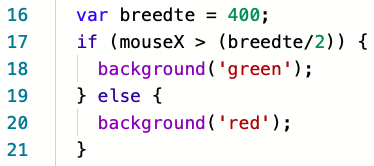 16 var breedte = 400;
17 if (mouseX > (breedte/2)) {
18 background('green');
19 } else {
20 background('red');
21 }